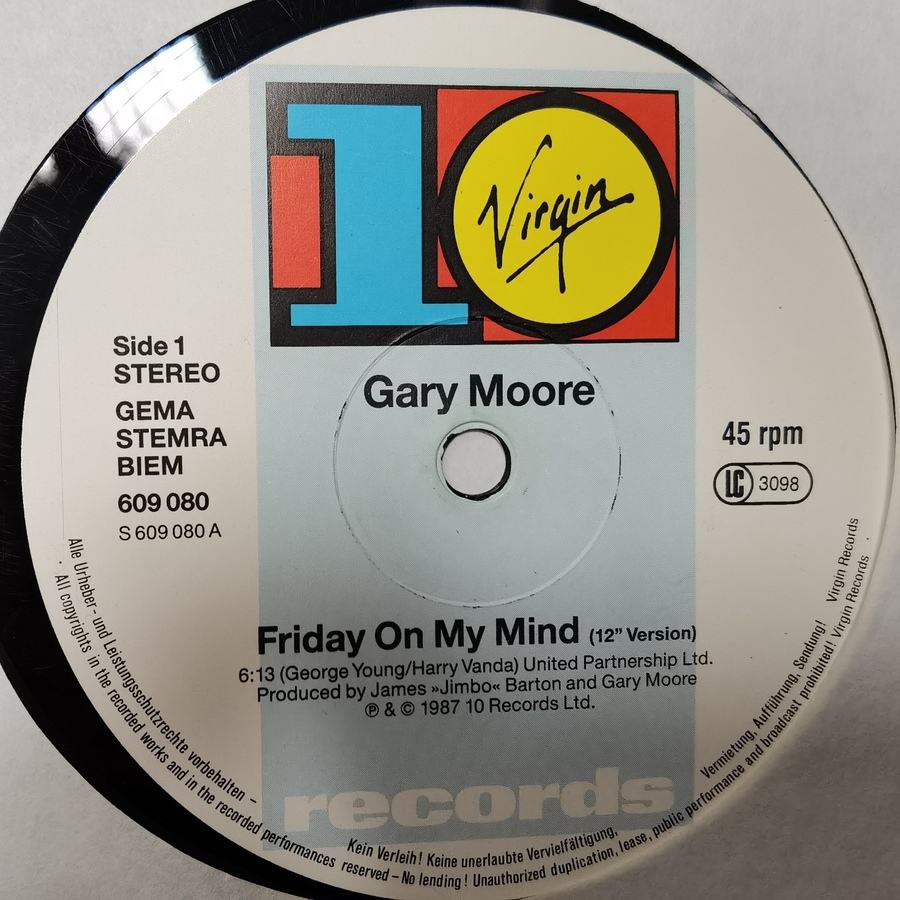 10
Virgin
Side 1
STEREO
GEMA
STEMRA
BIEM
609 080
S 609 080 A
Gary Moore
45 rpm
LC 3098
Friday On My Mind (12" Version)
6:13 (George Young/Harry Vanda) United Partnership Ltd.
Produced by James »Jimbo« Barton and Gary Moore
℗ & © 1987 10 Records Ltd.
records
Alle Urheber- und Leistungsschutzrechte vorbehalten – Kein Verleih! Keine unerlaubte Vervielfältigung, Vermietung, Aufführung, Sendung! Virgin Records
· All copyrights in the recorded works and in the recorded performances reserved – No lending! Unauthorized duplication, lease, public performance and broadcast prohibited! Virgin Records ·